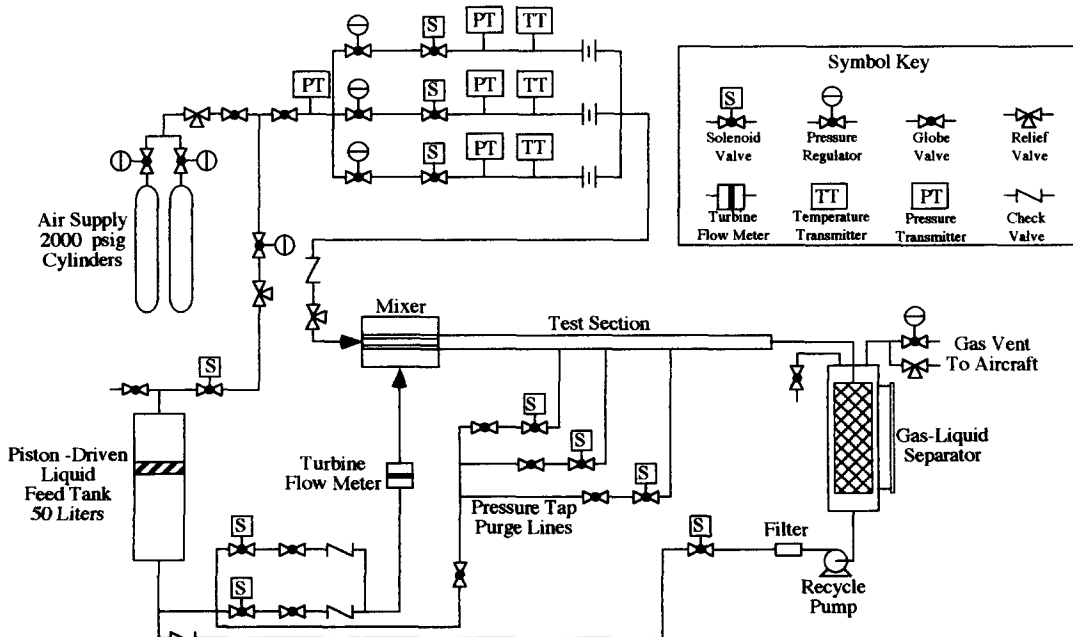 S
S
S
PT
PT
PT
PT
TT
TT
TT
Air Supply
2000 psig
Cylinders
Symbol Key
S
Solenoid
Valve
Pressure
Regulator
Globe
Valve
Relief
Valve
Turbine
Flow Meter
TT
Temperature
Transmitter
PT
Pressure
Transmitter
Check
Valve
Mixer
Test Section
Gas Vent
To Aircraft
S
Piston -Driven
Liquid
Feed Tank
50 Liters
Turbine
Flow Meter
S
S
S
Pressure Tap
Purge Lines
Gas-Liquid
Separator
S
S
S
Filter
Recycle
Pump